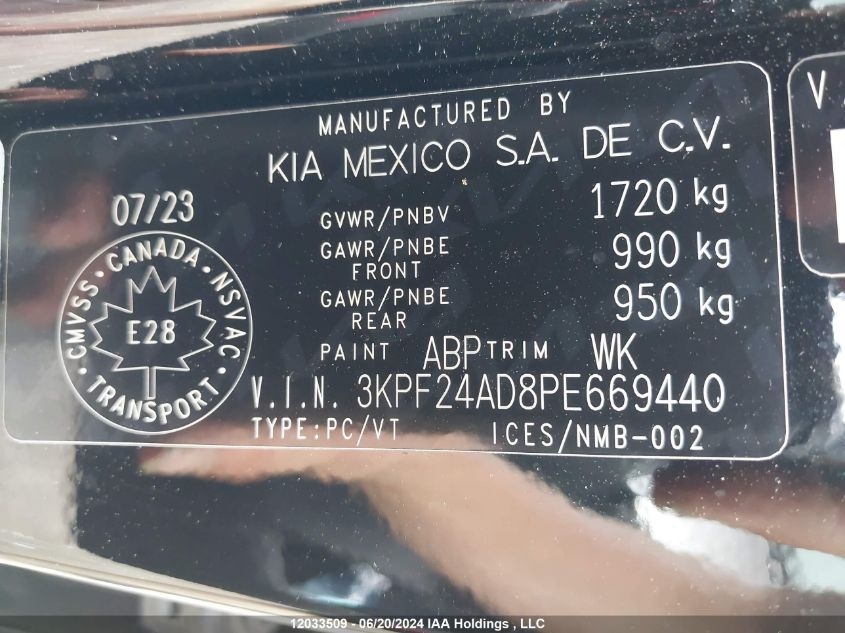 MANUFACTURED BY
KIA MEXICO S.A. DE C.V.
07/23
GVWR/PNBV 1720 kg
GAWR/PNBE FRONT 990 kg
GAWR/PNBE REAR 950 kg
PAINT ABP TRIM WK
V.I.N. 3KPF24AD8PE669440
TYPE:PC/VT ICES/NMB-002
CMVSS • CANADA • NSVAC • TRANSPORT •
E28
V
12033509 - 06/20/2024 IAA Holdings , LLC